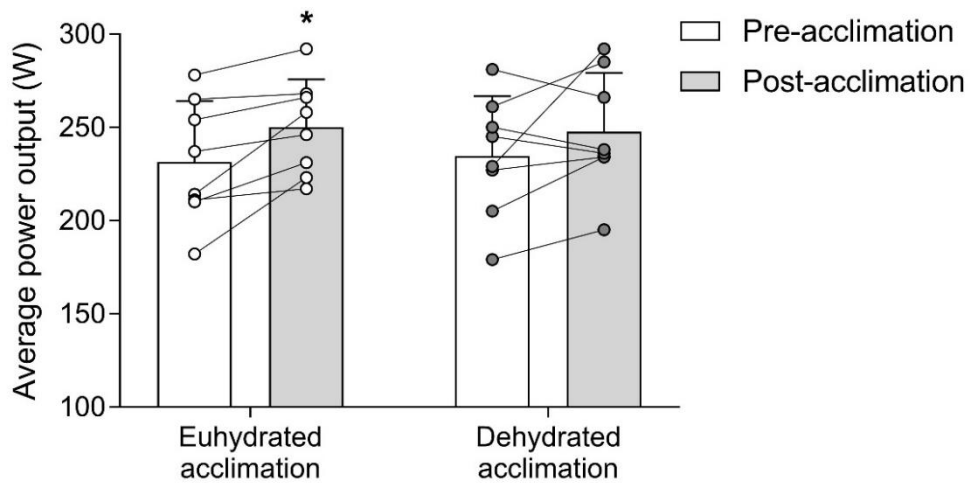 *
Pre-acclimation
Post-acclimation
Average power output (W)
300
250
200
150
100
Euhydrated
acclimation
Dehydrated
acclimation